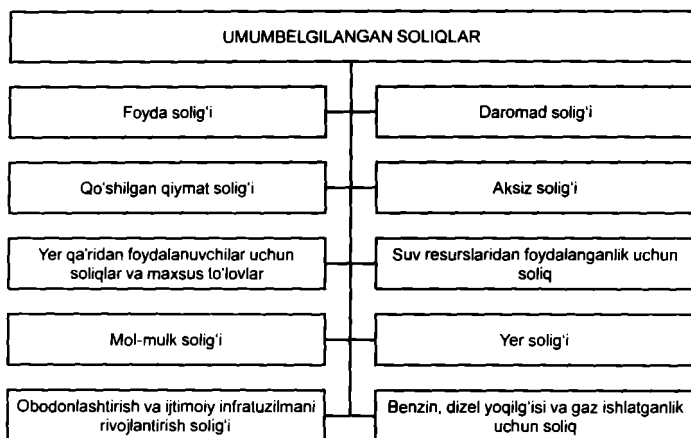 UMUMBELGILANGAN SOLIQLAR
Foyda solig‘i
Daromad solig‘i
Qo‘shilgan qiymat solig‘i
Aksiz solig‘i
Yer qa’ridan foydalanuvchilar uchun
soliqlar va maxsus to‘lovlar
Suv resurslaridan foydalanganlik uchun
soliq
Mol-mulk solig‘i
Yer solig‘i
Obodonlashtirish va ijtimoiy infratuzilmani
rivojlantirish solig‘i
Benzin, dizel yoqilg‘isi va gaz ishlatganlik
uchun soliq